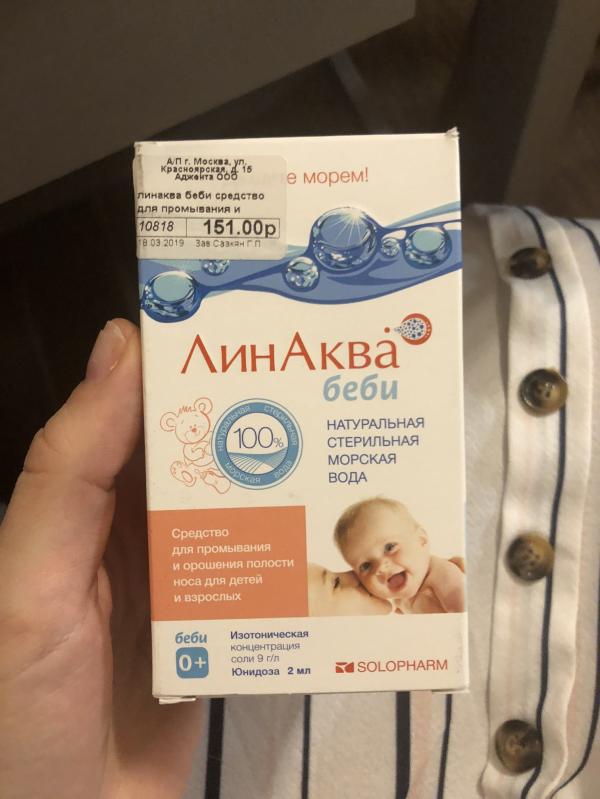 А/П г. Москва, ул.
Красноярская, д. 15
Аджента ООО
линаква беби средство
для промывания и
10818 151.00р
18.03.2019 Зав Сазкян Г.П
морем!
ЛинАква
беби
натуральная стерильная
100%
морская вода
НАТУРАЛЬНАЯ
СТЕРИЛЬНАЯ
МОРСКАЯ
ВОДА
Средство
для промывания
и орошения полости
носа для детей
и взрослых
беби
0+
Изотоническая
концентрация
соли 9 г/л
Юнидоза 2 мл
SOLOPHARM